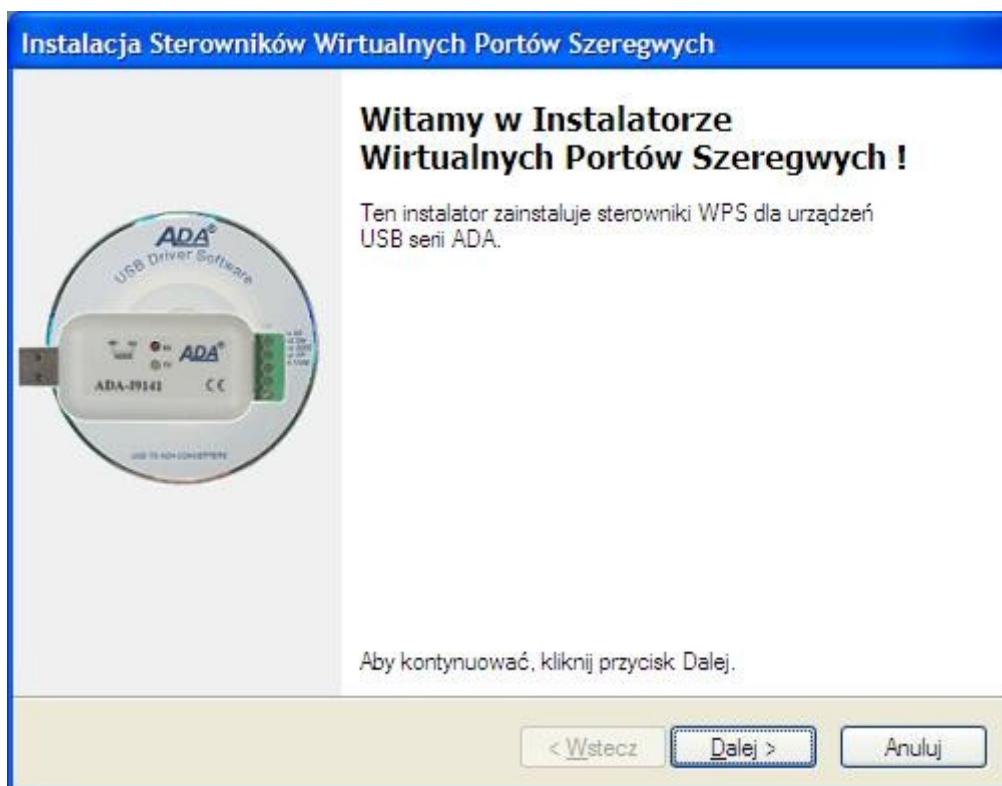 Instalacja Sterowników Wirtualnych Portów Szeregwych
Witamy w Instalatorze
Wirtualnych Portów Szeregwych !
Ten instalator zainstaluje sterowniki WPS dla urządzeń
USB serii ADA.
ADA®
USB Driver Software
ADA®
ADA-I9141 CE
Aby kontynuować, kliknij przycisk Dalej.
< Wstecz
Dalej >
Anuluj